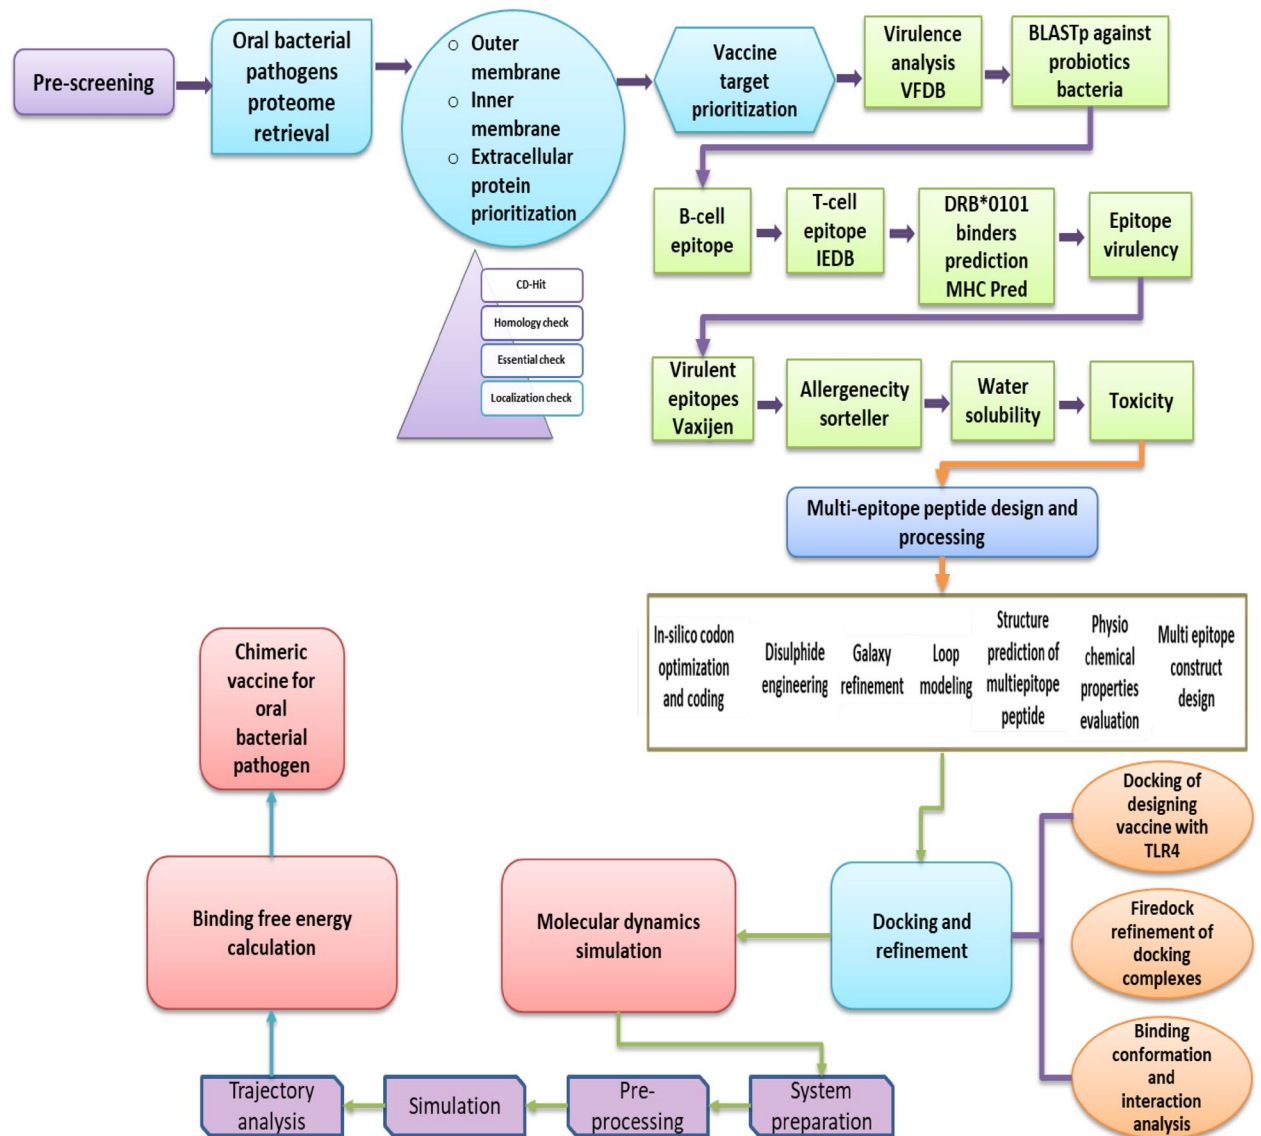 Pre-screening
Oral bacterial
pathogens
proteome
retrieval
o Outer
membrane
o Inner
membrane
o Extracellular
protein
prioritization
CD-Hit
Homology check
Essential check
Localization check
Vaccine
target
prioritization
Virulence
analysis
VFDB
BLASTp against
probiotics
bacteria
B-cell
epitope
T-cell
epitope
IEDB
DRB*0101
binders
prediction
MHC Pred
Epitope
virulency
Virulent
epitopes
Vaxijen
Allergenecity
sorteller
Water
solubility
Toxicity
Multi-epitope peptide design and
processing
In-silico codon
optimization
and coding
Disulphide
engineering
Galaxy
refinement
Loop
modeling
Structure
prediction of
multiepitope
peptide
Physio
chemical
properties
evaluation
Multi epitope
construct
design
Docking and
refinement
Docking of
designing
vaccine with
TLR4
Firedock
refinement of
docking
complexes
Binding
conformation
and
interaction
analysis
Molecular dynamics
simulation
System
preparation
Pre-
processing
Simulation
Trajectory
analysis
Binding free energy
calculation
Chimeric
vaccine for
oral
bacterial
pathogen